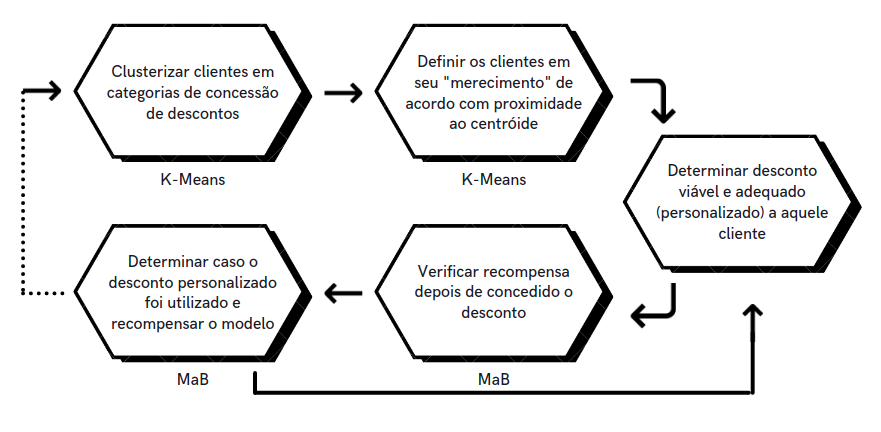 Clusterizar clientes em
categorias de concessão
de descontos
K-Means
Definir os clientes em
seu "merecimento" de
acordo com proximidade
ao centróide
K-Means
Determinar desconto
viável e adequado
(personalizado) a aquele
cliente
Verificar recompensa
depois de concedido o
desconto
MaB
Determinar caso o
desconto personalizado
foi utilizado e
recompensar o modelo
MaB